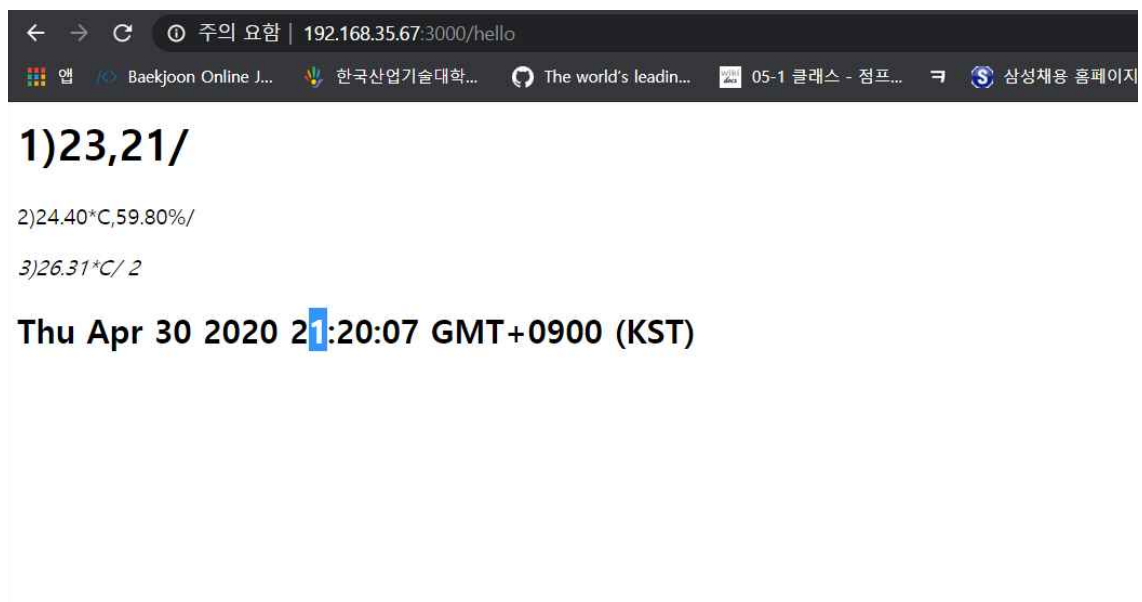 주의 요함 | 192.168.35.67:3000/hello
앱 Baekjoon Online J... 한국산업기술대학... The world's leadin... 05-1 클래스 - 점프... ㅋ 삼성채용 홈페이지
1)23,21/
2)24.40*C,59.80%/
3)26.31*C/ 2
Thu Apr 30 2020 21:20:07 GMT+0900 (KST)